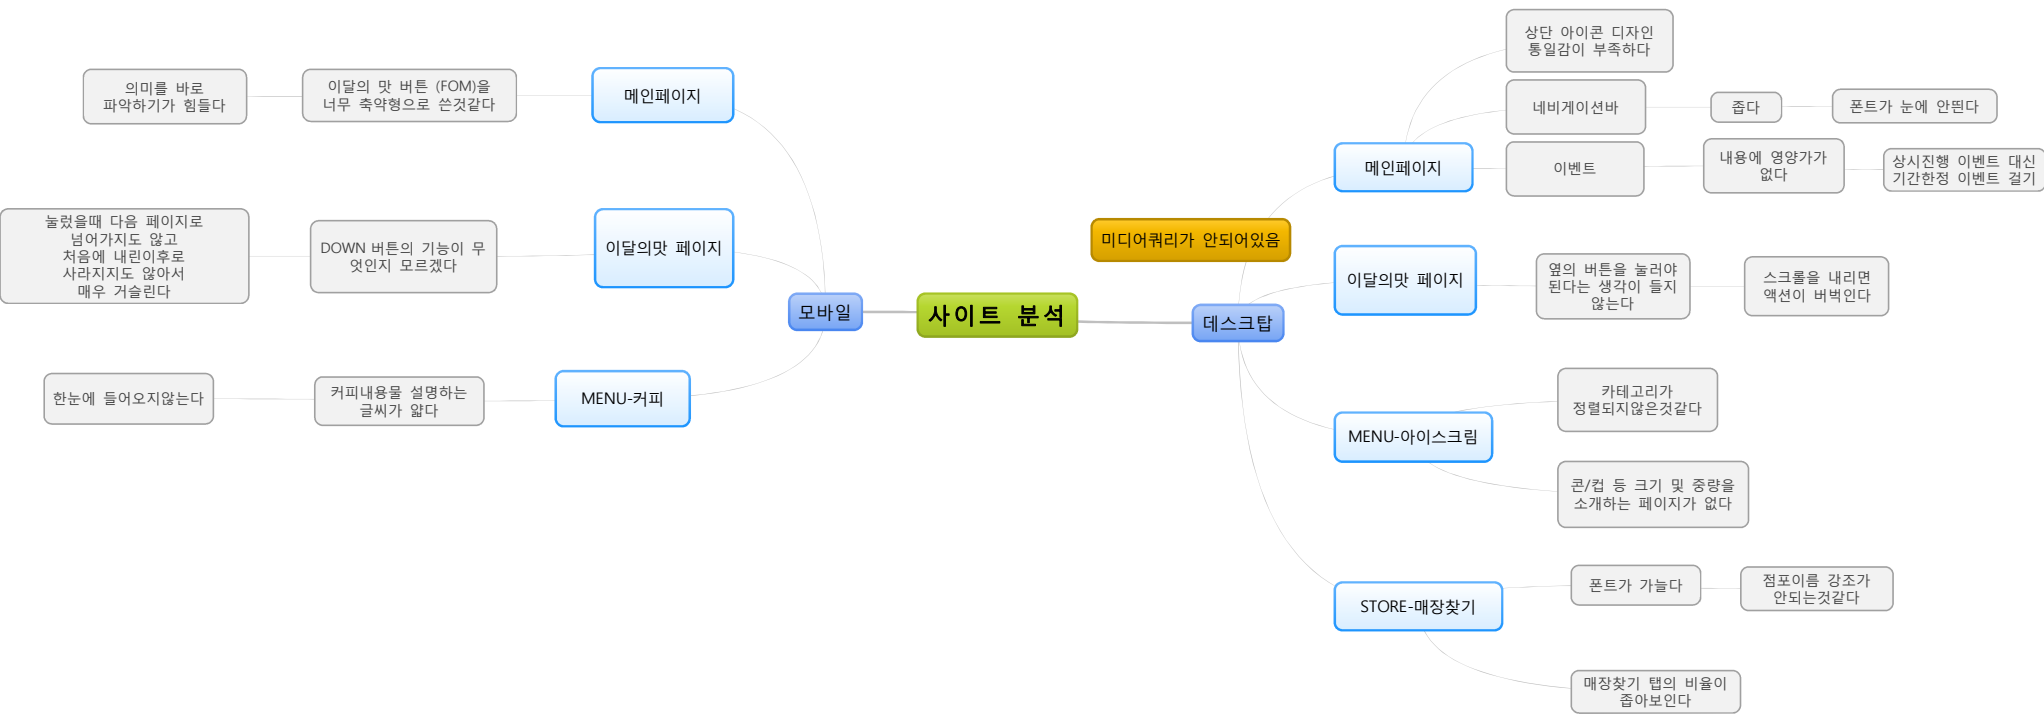 사이트 분석
모바일
메인페이지
이달의 맛 버튼 (FOM)을
너무 축약형으로 쓴것같다
의미를 바로
파악하기가 힘들다
이달의맛 페이지
DOWN 버튼의 기능이 무
엇인지 모르겠다
눌렀을때 다음 페이지로
넘어가지도 않고
처음에 내린이후로
사라지지도 않아서
매우 거슬린다
MENU-커피
커피내용물 설명하는
글씨가 얇다
한눈에 들어오지않는다
데스크탑
미디어쿼리가 안되어있음
메인페이지
상단 아이콘 디자인
통일감이 부족하다
네비게이션바
좁다
폰트가 눈에 안띈다
이벤트
내용에 영양가가
없다
상시진행 이벤트 대신
기간한정 이벤트 걸기
이달의맛 페이지
옆의 버튼을 눌러야
된다는 생각이 들지
않는다
스크롤을 내리면
액션이 버벅인다
MENU-아이스크림
카테고리가
정렬되지않은것같다
콘/컵 등 크기 및 중량을
소개하는 페이지가 없다
STORE-매장찾기
폰트가 가늘다
점포이름 강조가
안되는것같다
매장찾기 탭의 비율이
좁아보인다